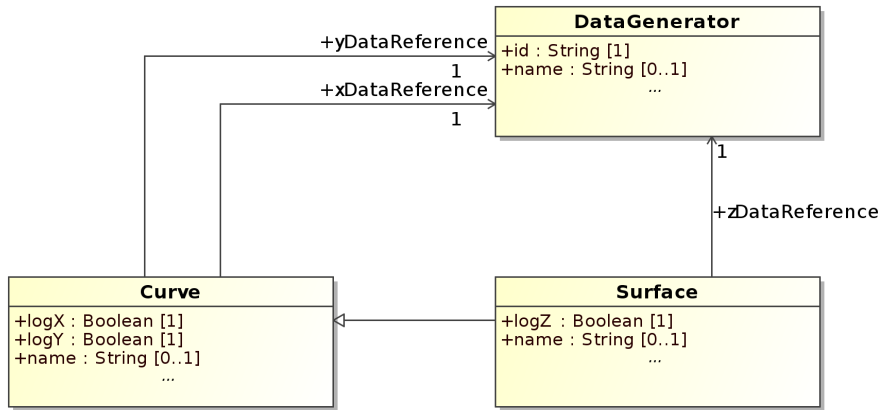 DataGenerator
+id : String [1]
+name : String [0..1]
...
+yDataReference
1
+xDataReference
1
1
+zDataReference
Curve
+logX : Boolean [1]
+logY : Boolean [1]
+name : String [0..1]
...
Surface
+logZ : Boolean [1]
+name : String [0..1]
...